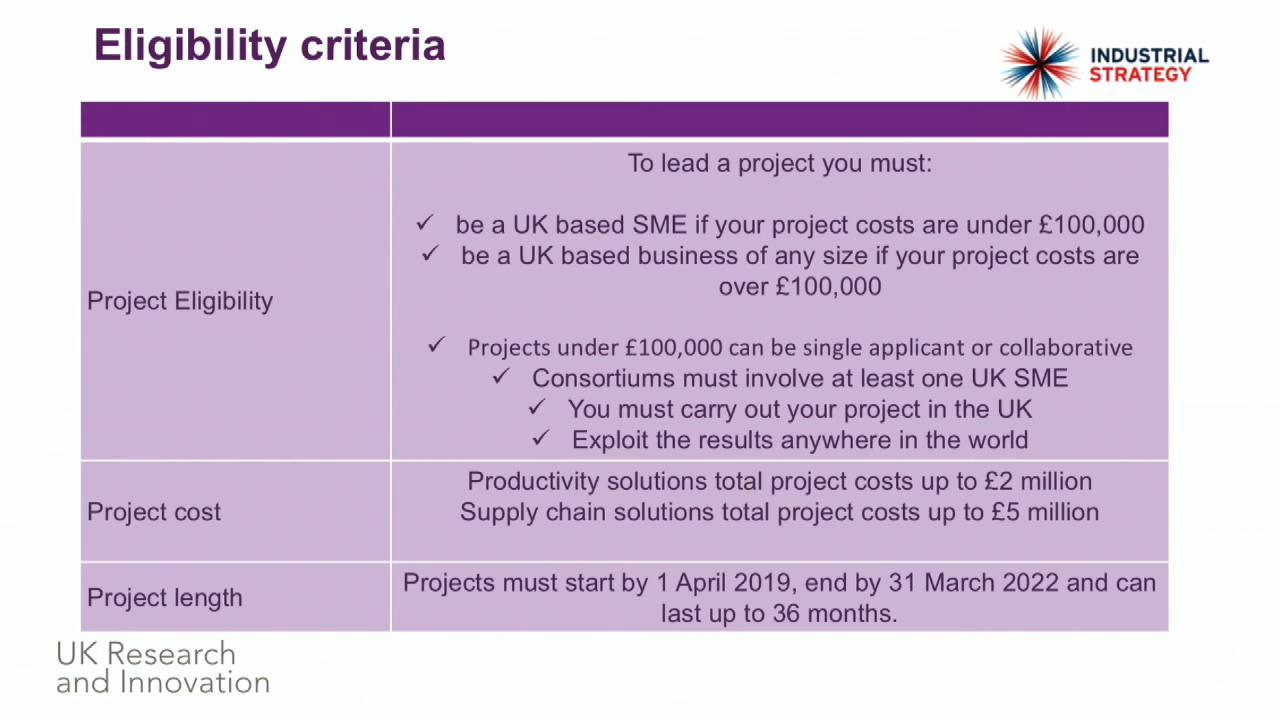 Eligibility criteria
INDUSTRIAL
STRATEGY
To lead a project you must:
✓ be a UK based SME if your project costs are under £100,000
✓ be a UK based business of any size if your project costs are
over £100,000
Project Eligibility
✓ Projects under £100,000 can be single applicant or collaborative
✓ Consortiums must involve at least one UK SME
✓ You must carry out your project in the UK
✓ Exploit the results anywhere in the world
Project cost
Productivity solutions total project costs up to £2 million
Supply chain solutions total project costs up to £5 million
Project length
Projects must start by 1 April 2019, end by 31 March 2022 and can
last up to 36 months.
UK Research
and Innovation